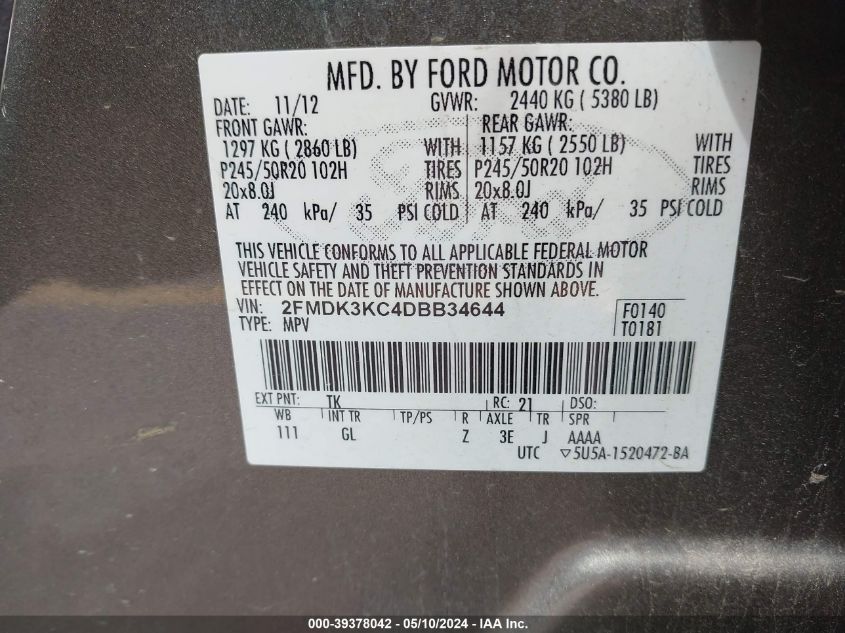 MFD. BY FORD MOTOR CO.
DATE: 11/12 GVWR: 2440 KG ( 5380 LB)
FRONT GAWR: REAR GAWR:
1297 KG ( 2860 LB) WITH 1157 KG ( 2550 LB) WITH
P245/50R20 102H TIRES P245/50R20 102H TIRES
20x8.0J RIMS 20x8.0J RIMS
AT 240 kPa/ 35 PSI COLD AT 240 kPa/ 35 PSI COLD
THIS VEHICLE CONFORMS TO ALL APPLICABLE FEDERAL MOTOR
VEHICLE SAFETY AND THEFT PREVENTION STANDARDS IN
EFFECT ON THE DATE OF MANUFACTURE SHOWN ABOVE.
VIN: 2FMDK3KC4DBB34644 F0140
TYPE: MPV T0181
EXT PNT: TK RC: 21 DSO:
WB INT TR TP/PS R AXLE TR SPR
111 GL Z 3E J AAAA
UTC ▽5U5A-1520472-BA
000-39378042 — 05/10/2024 — IAA Inc.